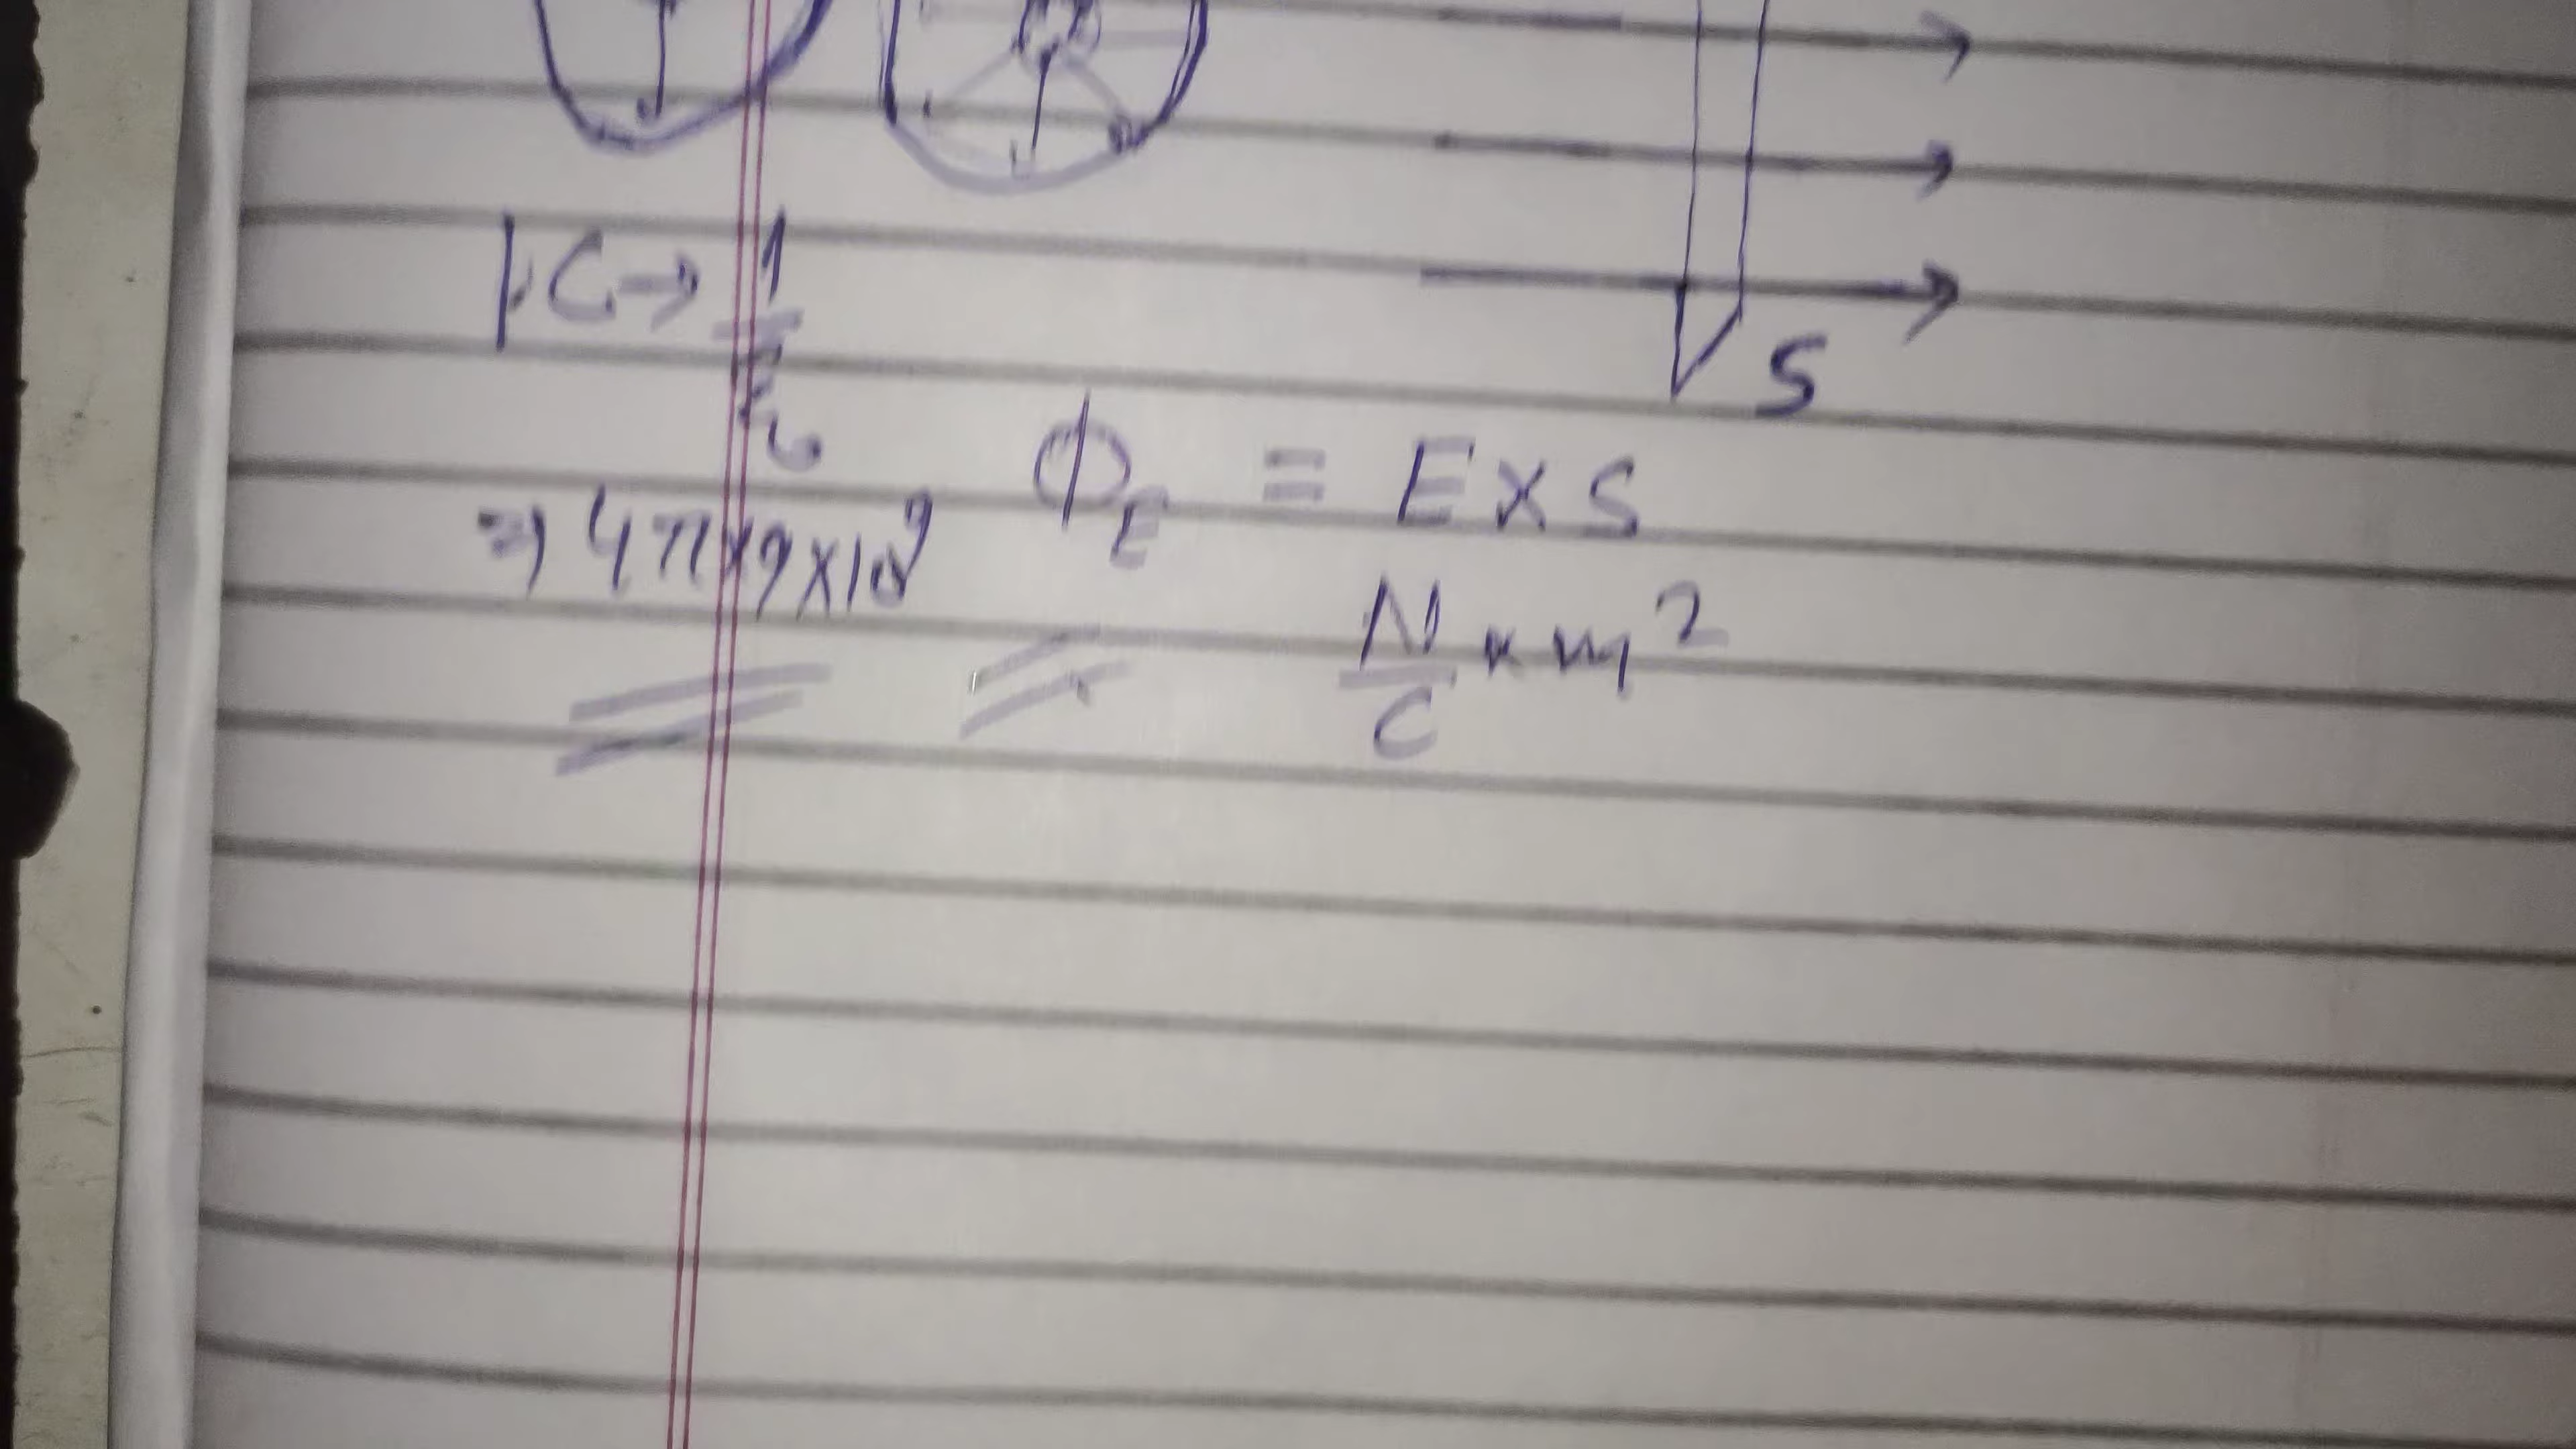 1C → 1/ε₀
⇒ 4π×9×10⁹
S
Φ_E = E × S
N/C × m²